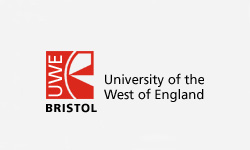 UWE
BRISTOL
University of the
West of England